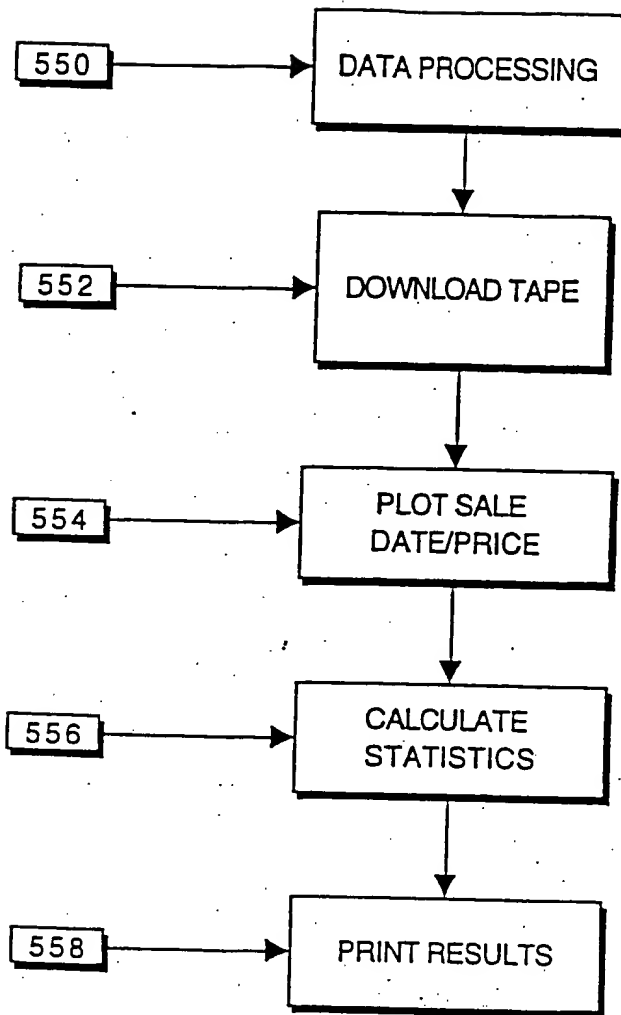 550
DATA PROCESSING
552
DOWNLOAD TAPE
554
PLOT SALE
DATE/PRICE
556
CALCULATE
STATISTICS
558
PRINT RESULTS